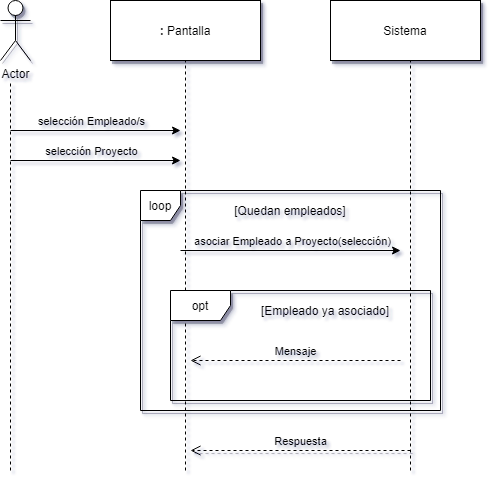 : Pantalla
Sistema
Actor
selección Empleado/s
selección Proyecto
loop
[Quedan empleados]
asociar Empleado a Proyecto(selección)
opt
[Empleado ya asociado]
Mensaje
Respuesta